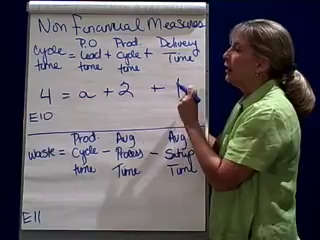 Non Financial Measures
cycle time = P.O Lead time + Prod. Cycle time + Delivery Time
4 = a + 2 +
E10
waste = Prod. Cycle time - Avg Process Time - Avg Setup Time
E11